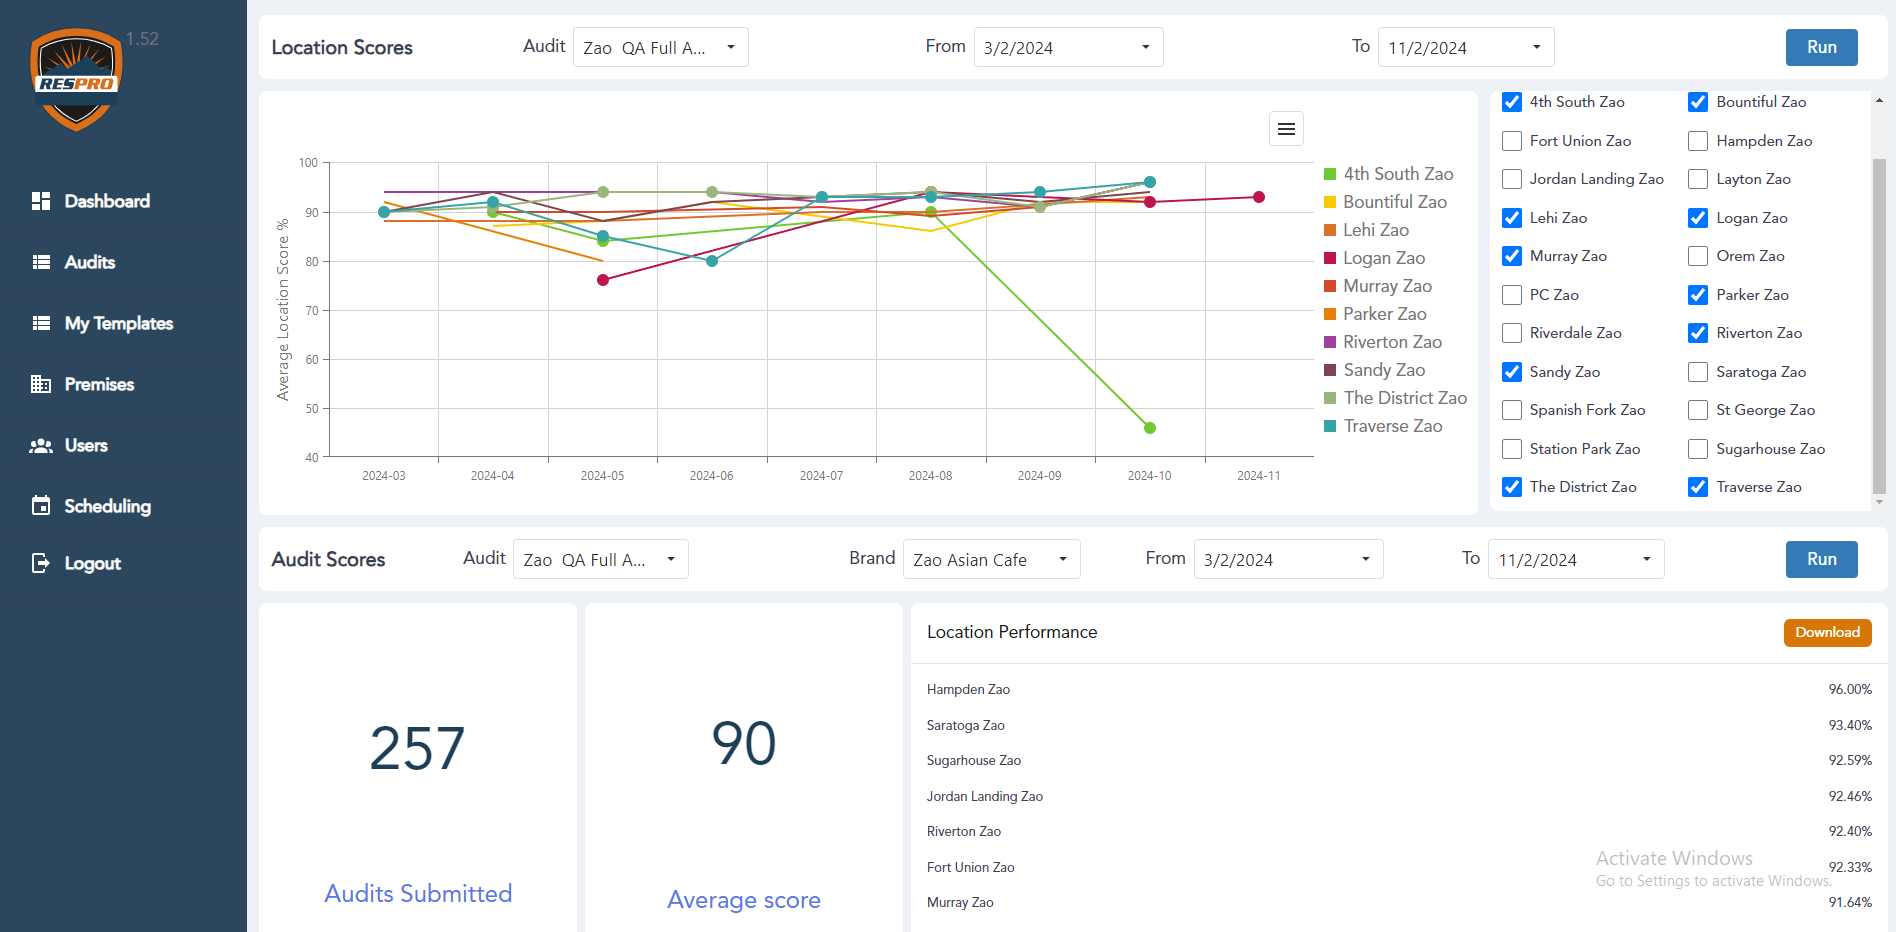 1.52
RESPRO
Dashboard
Audits
My Templates
Premises
Users
Scheduling
Logout
Location Scores Audit Zao QA Full A... From 3/2/2024 To 11/2/2024 Run
Average Location Score %
100
90
80
70
60
50
40
2024-03 2024-04 2024-05 2024-06 2024-07 2024-08 2024-09 2024-10 2024-11
4th South Zao
Bountiful Zao
Lehi Zao
Logan Zao
Murray Zao
Parker Zao
Riverton Zao
Sandy Zao
The District Zao
Traverse Zao
4th South Zao Bountiful Zao
Fort Union Zao Hampden Zao
Jordan Landing Zao Layton Zao
Lehi Zao Logan Zao
Murray Zao Orem Zao
PC Zao Parker Zao
Riverdale Zao Riverton Zao
Sandy Zao Saratoga Zao
Spanish Fork Zao St George Zao
Station Park Zao Sugarhouse Zao
The District Zao Traverse Zao
Audit Scores Audit Zao QA Full A... Brand Zao Asian Cafe From 3/2/2024 To 11/2/2024 Run
257
Audits Submitted
90
Average score
Location Performance Download
Hampden Zao 96.00%
Saratoga Zao 93.40%
Sugarhouse Zao 92.59%
Jordan Landing Zao 92.46%
Riverton Zao 92.40%
Fort Union Zao 92.33%
Murray Zao 91.64%
Activate Windows
Go to Settings to activate Windows.